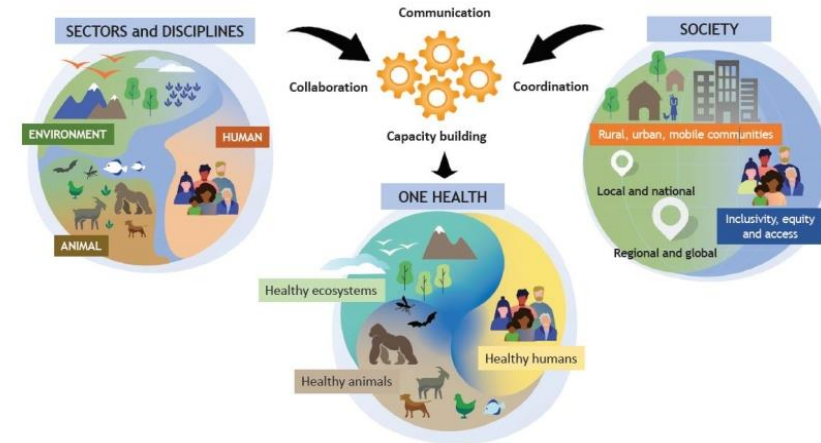 Communication
SECTORS and DISCIPLINES
SOCIETY
Collaboration
Coordination
Capacity building
ENVIRONMENT
HUMAN
ANIMAL
Rural, urban, mobile communities
Local and national
Inclusivity, equity
and access
Regional and global
ONE HEALTH
Healthy ecosystems
Healthy humans
Healthy animals